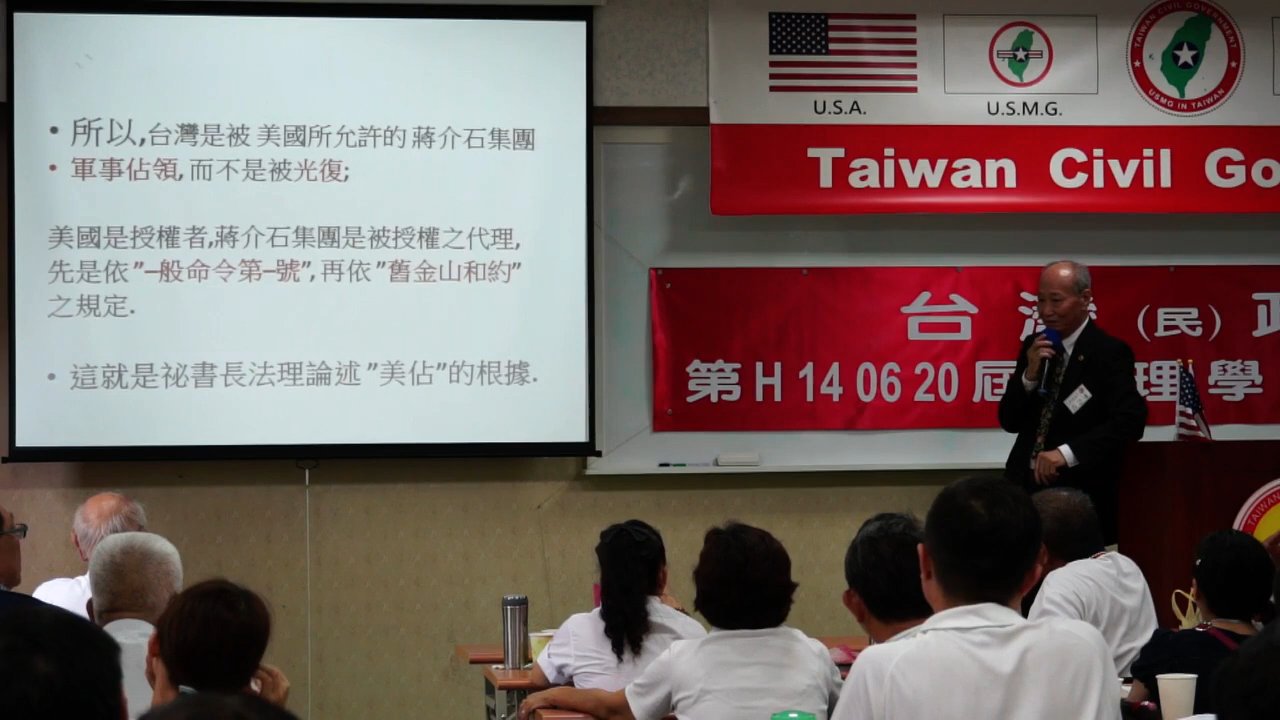 • 所以,台灣是被 美國所允許的 蔣介石集團
• 軍事佔領, 而不是被光復;
美國是授權者,蔣介石集團是被授權之代理,
先是依 ”一般命令第一號”, 再依 ”舊金山和約”
之規定.
• 這就是祕書長法理論述 ”美佔”的根據.
U.S.A.
U.S.M.G.
TAIWAN CIVIL GOVERNMENT
USMG IN TAIWAN
Taiwan Civil Go
台 (民)
第H 14 06 20 屆 理 學
TAIWAN